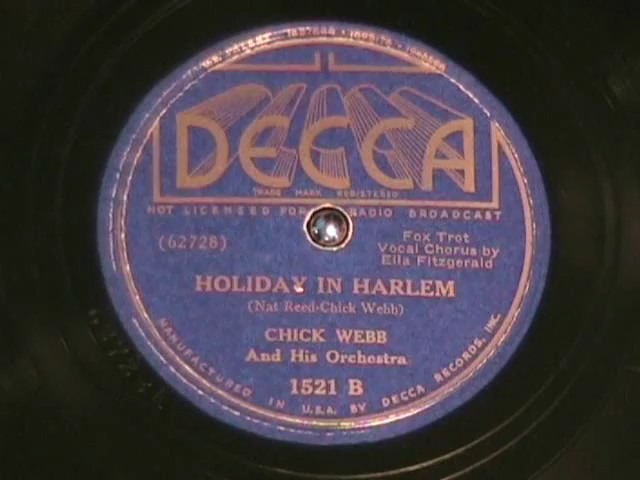 DECCA
TRADE MARK REGISTERED
NOT LICENSED FOR RADIO BROADCAST
(62728)
Fox Trot
Vocal Chorus by
Ella Fitzgerald
HOLIDAY IN HARLEM
(Nat Reed-Chick Webb)
CHICK WEBB
And His Orchestra
1521 B
MANUFACTURED IN U.S.A. BY DECCA RECORDS, INC.